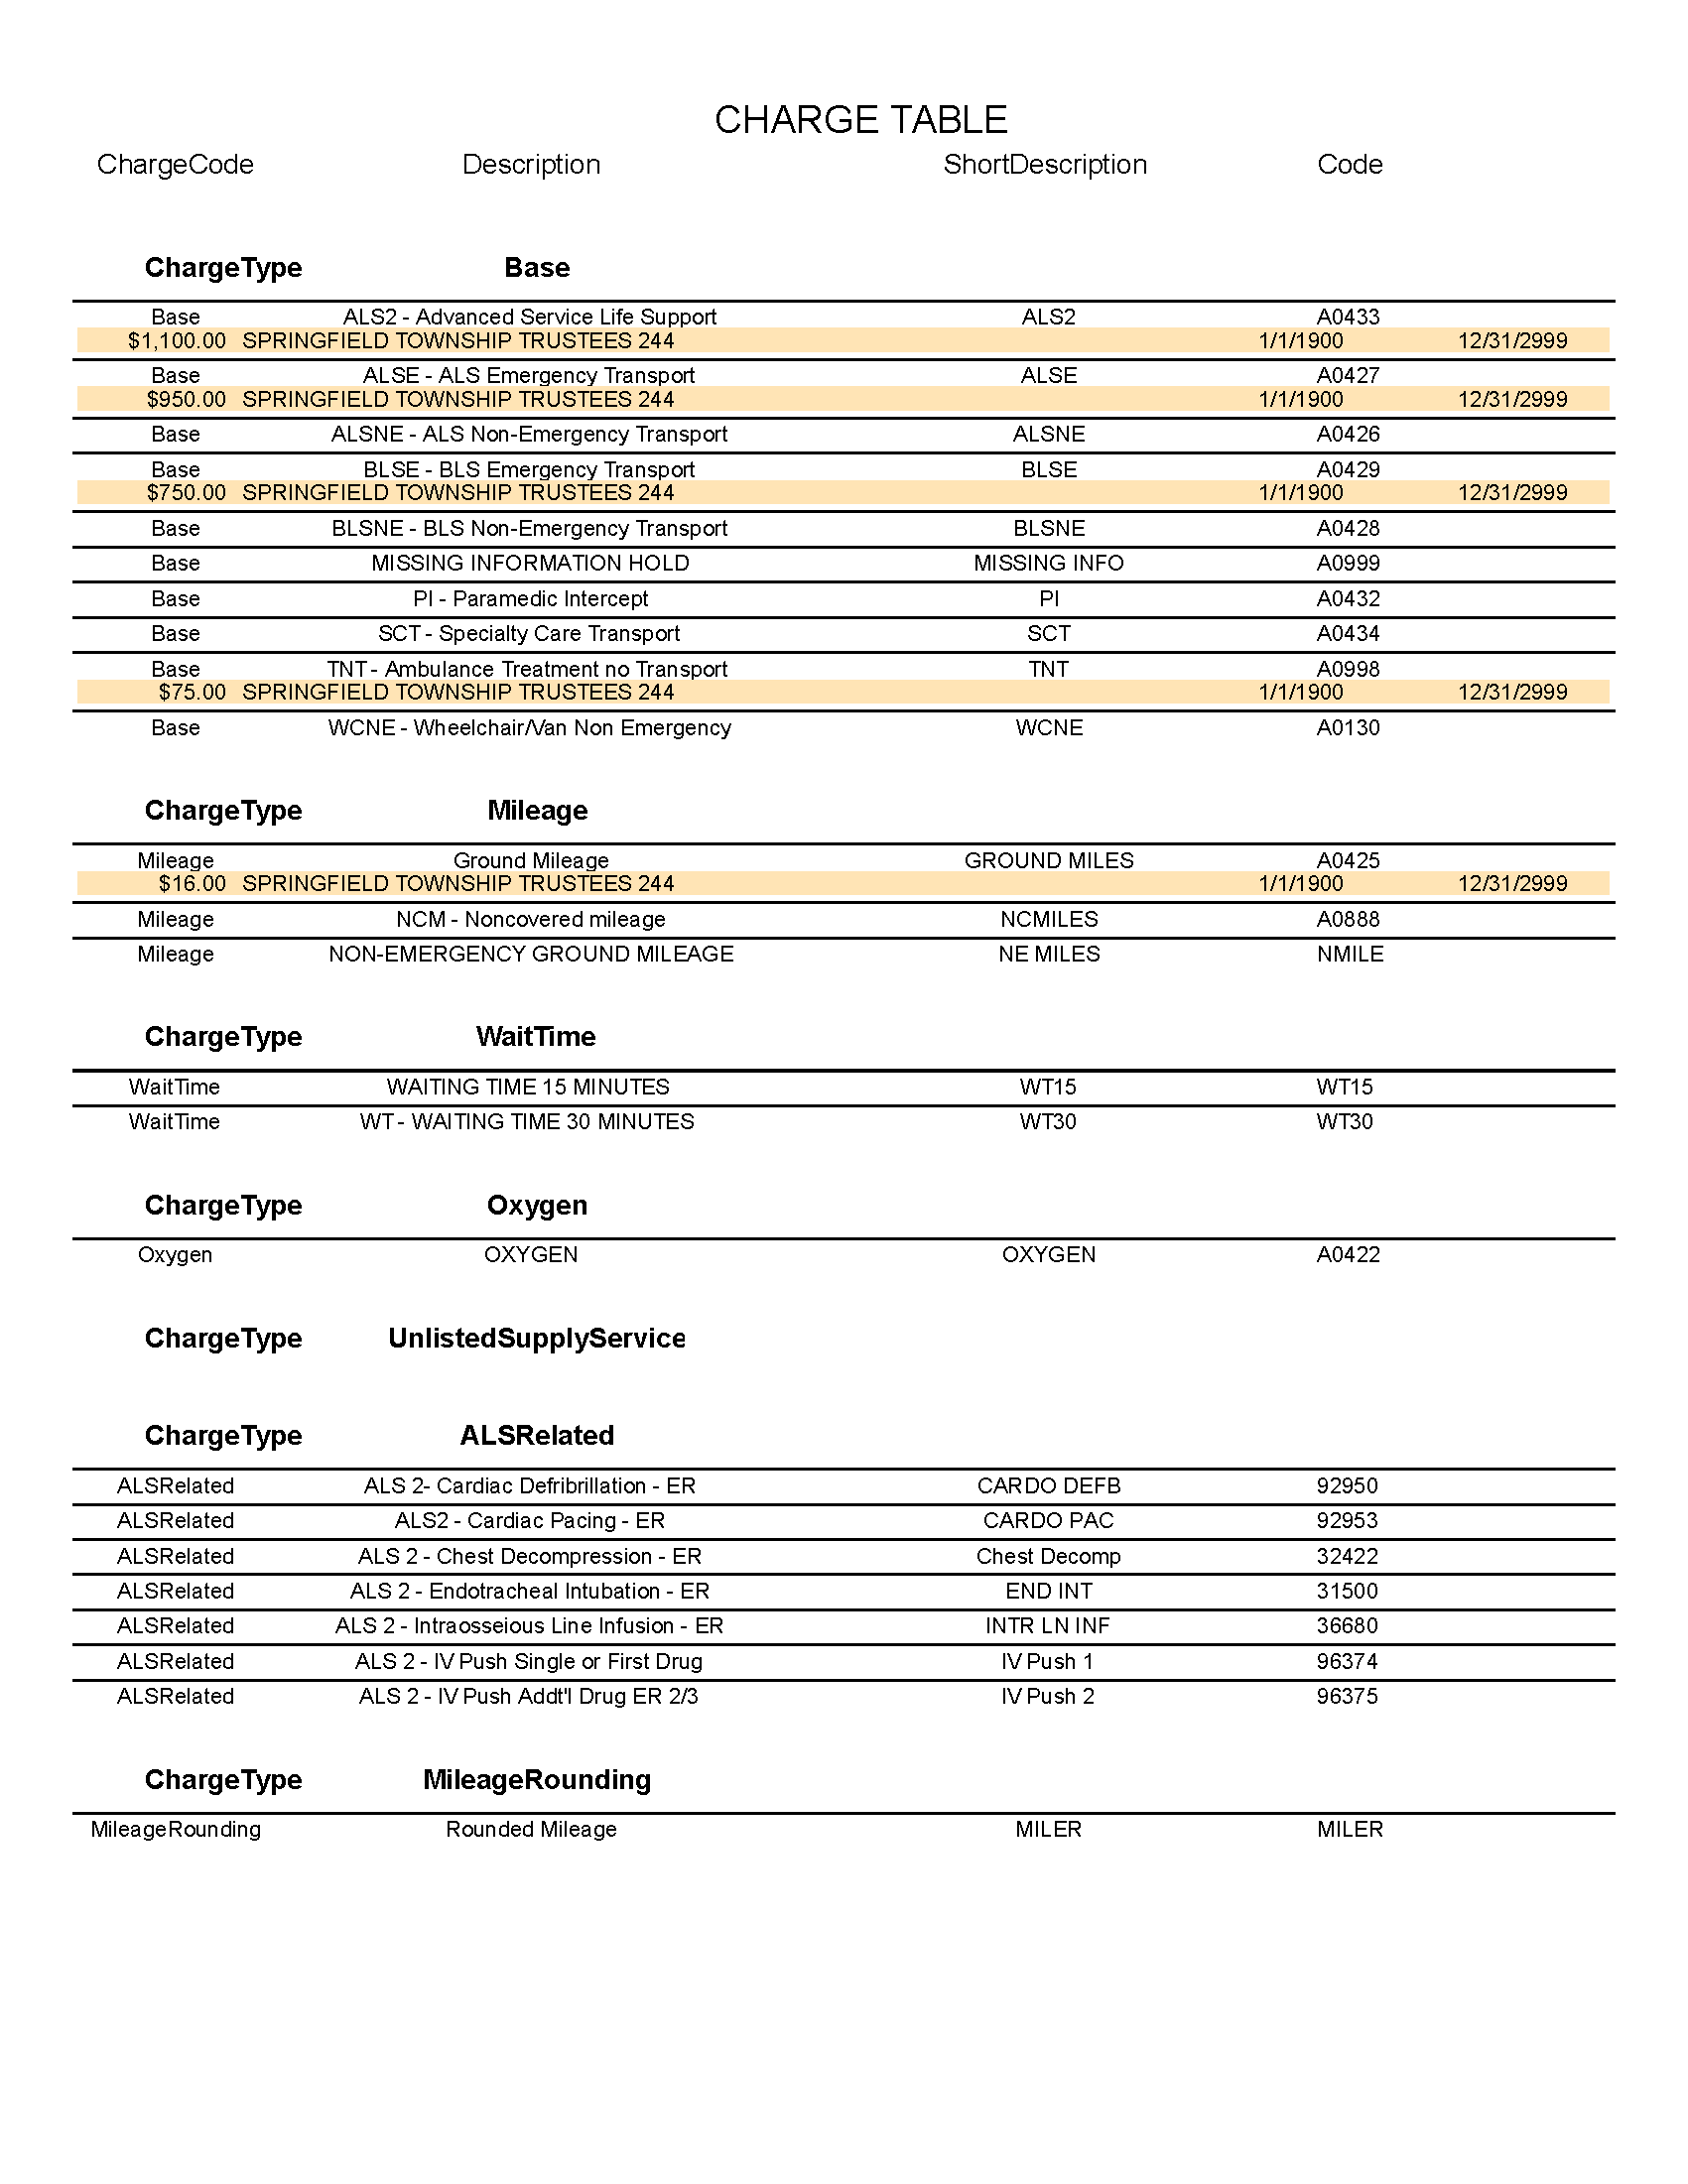 CHARGE TABLE
ChargeCode Description ShortDescription Code
ChargeType Base
Base ALS2 - Advanced Service Life Support ALS2 A0433
$1,100.00 SPRINGFIELD TOWNSHIP TRUSTEES 244 1/1/1900 12/31/2999
Base ALSE - ALS Emergency Transport ALSE A0427
$950.00 SPRINGFIELD TOWNSHIP TRUSTEES 244 1/1/1900 12/31/2999
Base ALSNE - ALS Non-Emergency Transport ALSNE A0426
Base BLSE - BLS Emergency Transport BLSE A0429
$750.00 SPRINGFIELD TOWNSHIP TRUSTEES 244 1/1/1900 12/31/2999
Base BLSNE - BLS Non-Emergency Transport BLSNE A0428
Base MISSING INFORMATION HOLD MISSING INFO A0999
Base PI - Paramedic Intercept PI A0432
Base SCT - Specialty Care Transport SCT A0434
Base TNT - Ambulance Treatment no Transport TNT A0998
$75.00 SPRINGFIELD TOWNSHIP TRUSTEES 244 1/1/1900 12/31/2999
Base WCNE - Wheelchair/Van Non Emergency WCNE A0130
ChargeType Mileage
Mileage Ground Mileage GROUND MILES A0425
$16.00 SPRINGFIELD TOWNSHIP TRUSTEES 244 1/1/1900 12/31/2999
Mileage NCM - Noncovered mileage NCMILES A0888
Mileage NON-EMERGENCY GROUND MILEAGE NE MILES NMILE
ChargeType WaitTime
WaitTime WAITING TIME 15 MINUTES WT15 WT15
WaitTime WT - WAITING TIME 30 MINUTES WT30 WT30
ChargeType Oxygen
Oxygen OXYGEN OXYGEN A0422
ChargeType UnlistedSupplyService
ChargeType ALSRelated
ALSRelated ALS 2- Cardiac Defribrillation - ER CARDO DEFB 92950
ALSRelated ALS2 - Cardiac Pacing - ER CARDO PAC 92953
ALSRelated ALS 2 - Chest Decompression - ER Chest Decomp 32422
ALSRelated ALS 2 - Endotracheal Intubation - ER END INT 31500
ALSRelated ALS 2 - Intraosseious Line Infusion - ER INTR LN INF 36680
ALSRelated ALS 2 - IV Push Single or First Drug IV Push 1 96374
ALSRelated ALS 2 - IV Push Addt'l Drug ER 2/3 IV Push 2 96375
ChargeType MileageRounding
MileageRounding Rounded Mileage MILER MILER